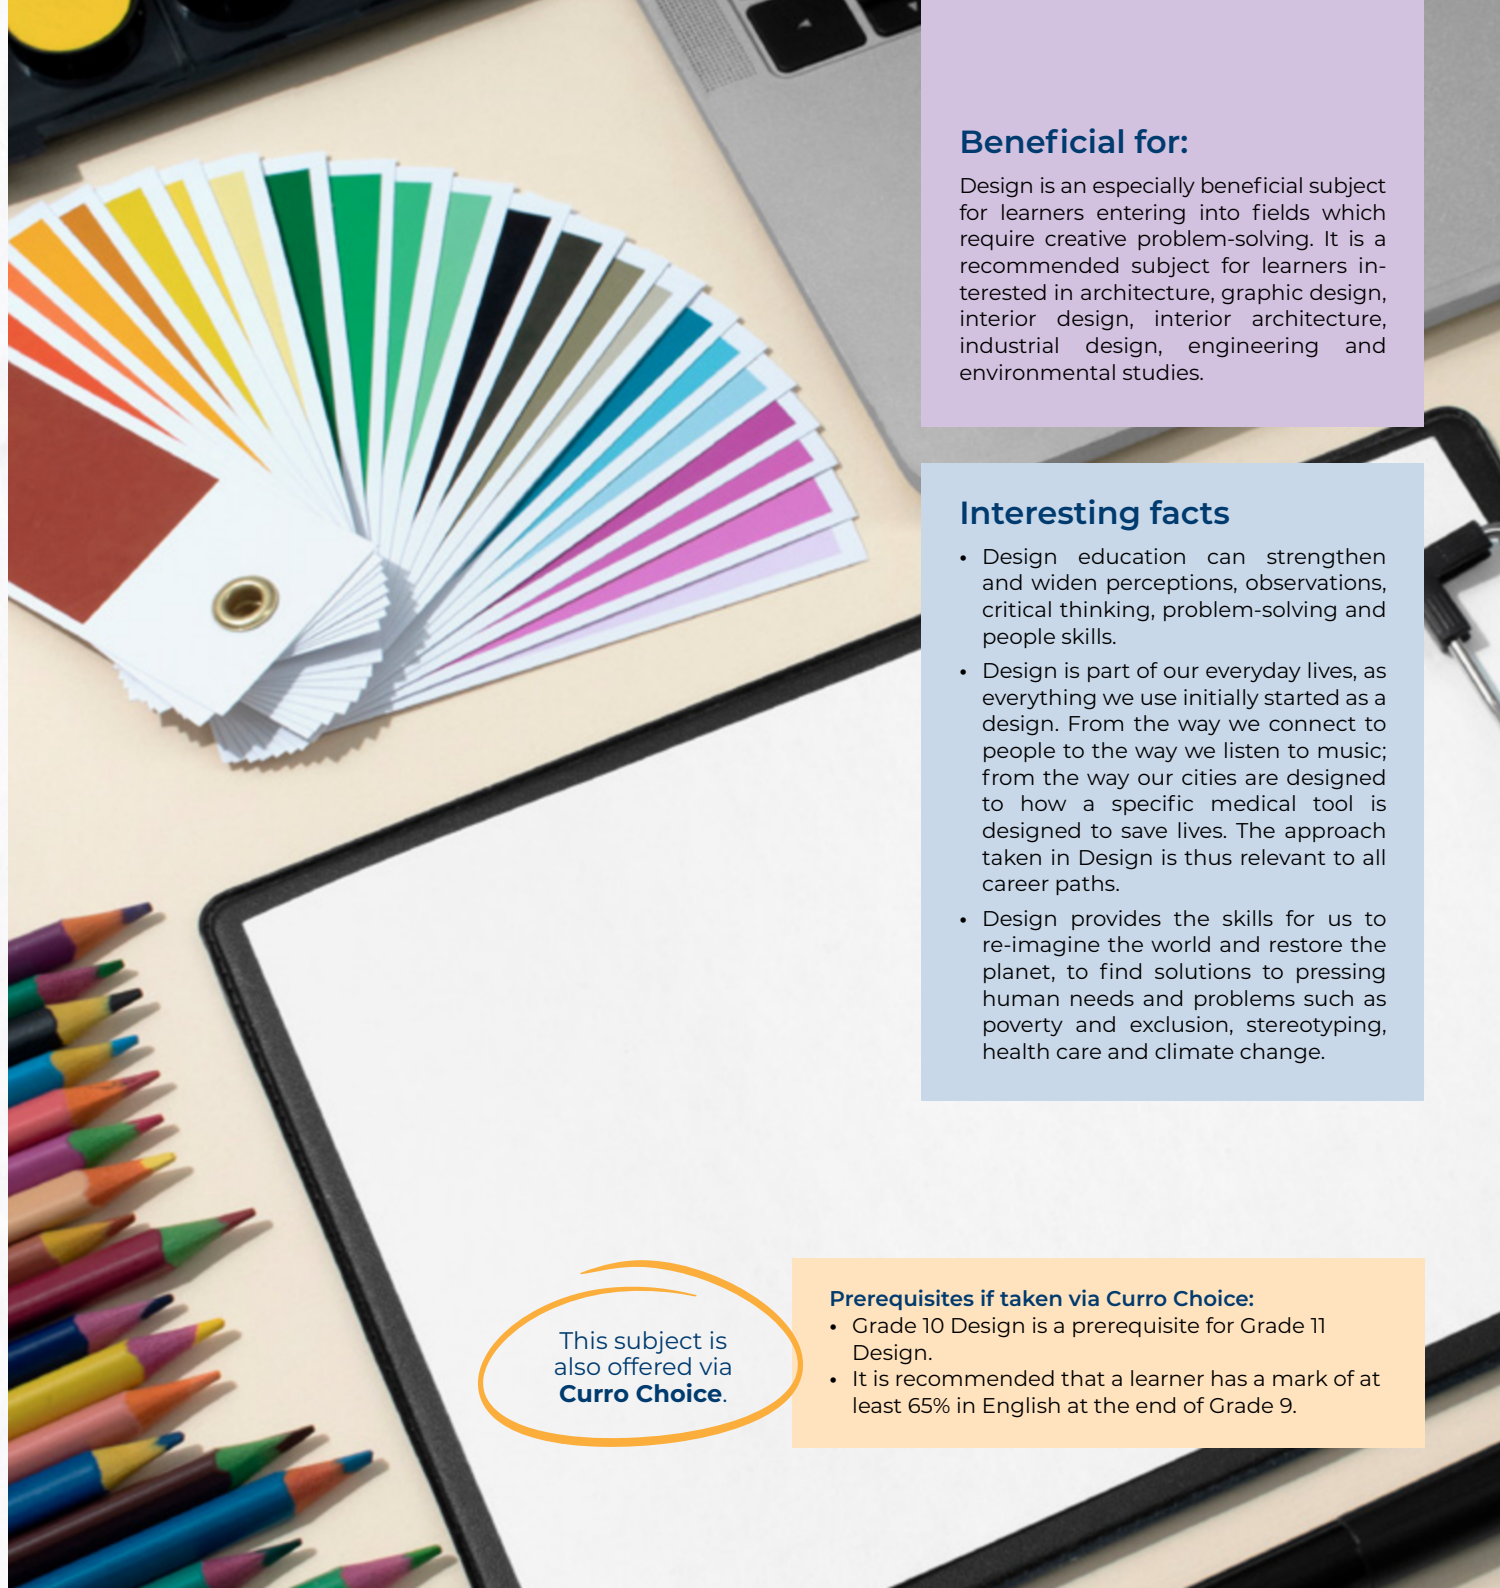 Beneficial for:
Design is an especially beneficial subject
for learners entering into fields which
require creative problem-solving. It is a
recommended subject for learners in-
terested in architecture, graphic design,
interior design, interior architecture,
industrial design, engineering and
environmental studies.
Interesting facts
• Design education can strengthen
and widen perceptions, observations,
critical thinking, problem-solving and
people skills.
• Design is part of our everyday lives, as
everything we use initially started as a
design. From the way we connect to
people to the way we listen to music;
from the way our cities are designed
to how a specific medical tool is
designed to save lives. The approach
taken in Design is thus relevant to all
career paths.
• Design provides the skills for us to
re-imagine the world and restore the
planet, to find solutions to pressing
human needs and problems such as
poverty and exclusion, stereotyping,
health care and climate change.
This subject is
also offered via
Curro Choice.
Prerequisites if taken via Curro Choice:
• Grade 10 Design is a prerequisite for Grade 11
Design.
• It is recommended that a learner has a mark of at
least 65% in English at the end of Grade 9.